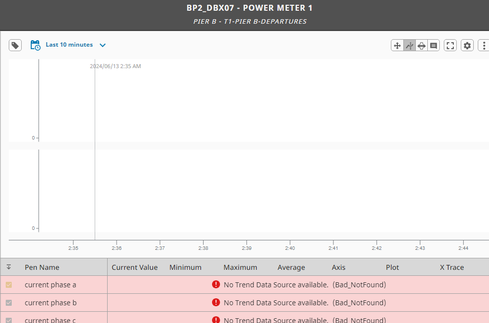 BP2_DBX07 - POWER METER 1
PIER B - T1-PIER B-DEPARTURES
Last 10 minutes
2024/06/13 2:35 AM
0
0
2:35 2:36 2:37 2:38 2:39 2:40 2:41 2:42 2:43 2:44
Pen Name Current Value Minimum Maximum Average Axis Plot X Trace
current phase a No Trend Data Source available. (Bad_NotFound)
current phase b No Trend Data Source available. (Bad_NotFound)
current phase c No Trend Data Source available. (Bad_NotFound)